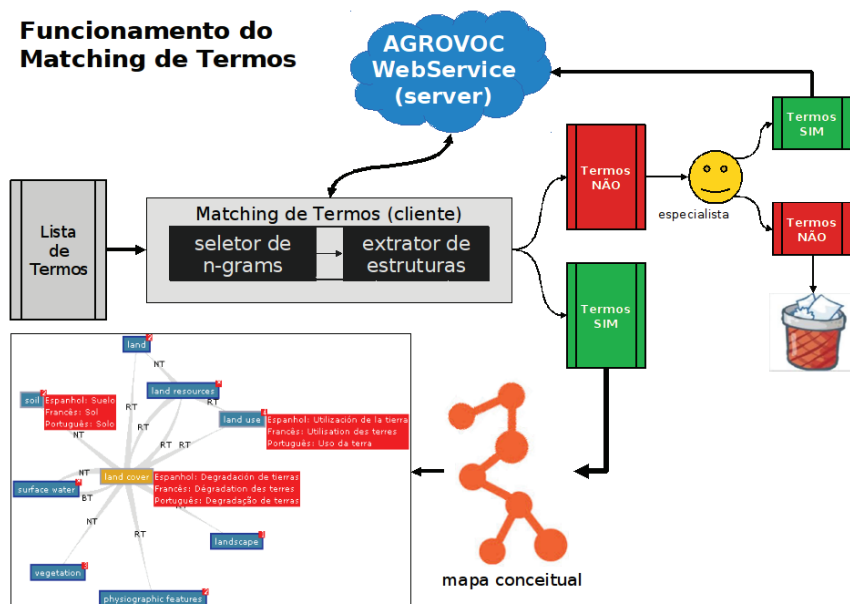 Funcionamento do
Matching de Termos
AGROVOC
WebService
(server)
Termos
SIM
Termos
NÃO
especialista
Termos
NÃO
Lista
de
Termos
Matching de Termos (cliente)
seletor de
n-grams
extrator de
estruturas
Termos
SIM
land
NT
land resources
soil
Espanhol: Suelo
Francês: Sol
Português: Solo
RT
RT
land use
Espanhol: Utilización de la tierra
Francês: Utilisation des terres
Português: Uso da terra
RT
NT
RT
RT
land cover
Espanhol: Degradación de tierras
Francês: Dégradation des terres
Português: Degradação de terras
NT
surface water
BT
NT
RT
landscape
vegetation
physiographic features
mapa conceitual